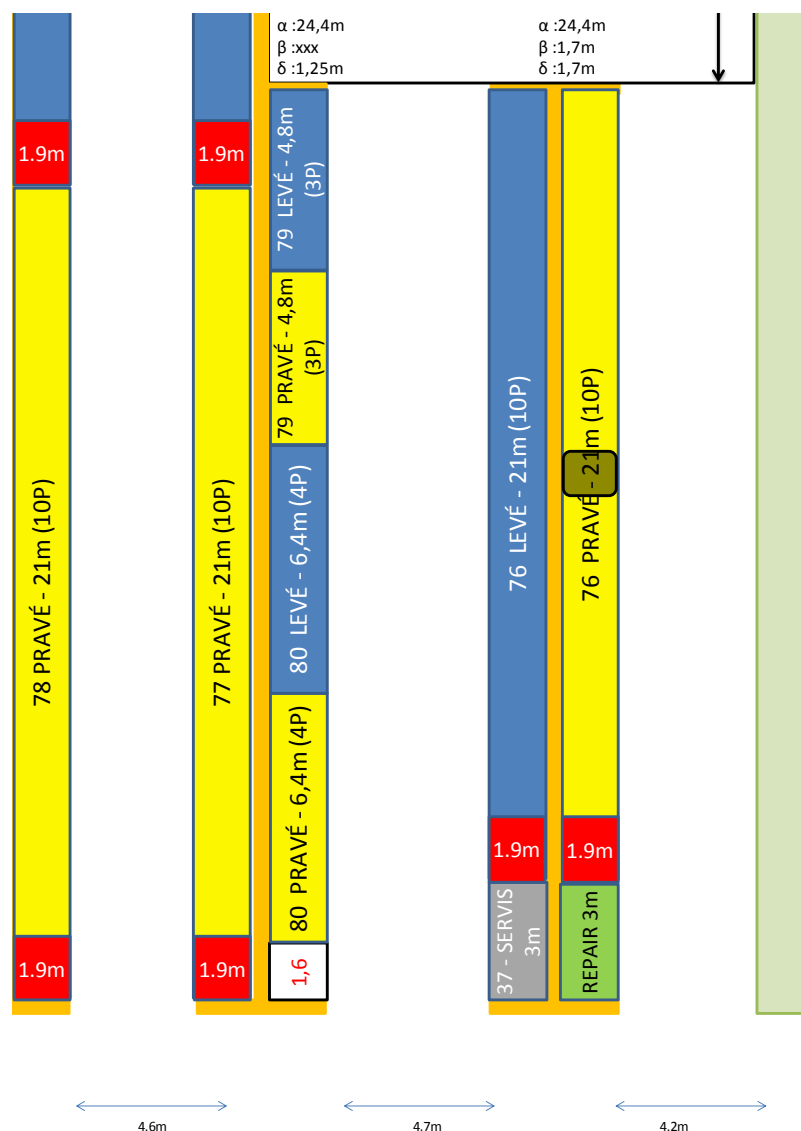 α :24,4m
β :xxx
δ :1,25m
α :24,4m
β :1,7m
δ :1,7m
1.9m
1.9m
79 LEVÉ - 4,8m
(3P)
79 PRAVÉ - 4,8m
(3P)
78 PRAVÉ - 21m (10P)
77 PRAVÉ - 21m (10P)
80 LEVÉ - 6,4m (4P)
80 PRAVÉ - 6,4m (4P)
76 LEVÉ - 21m (10P)
76 PRAVÉ - 21m (10P)
1.9m
1.9m
1.9m
1.9m
1,6
37 - SERVIS
3m
REPAIR 3m
4.6m
4.7m
4.2m